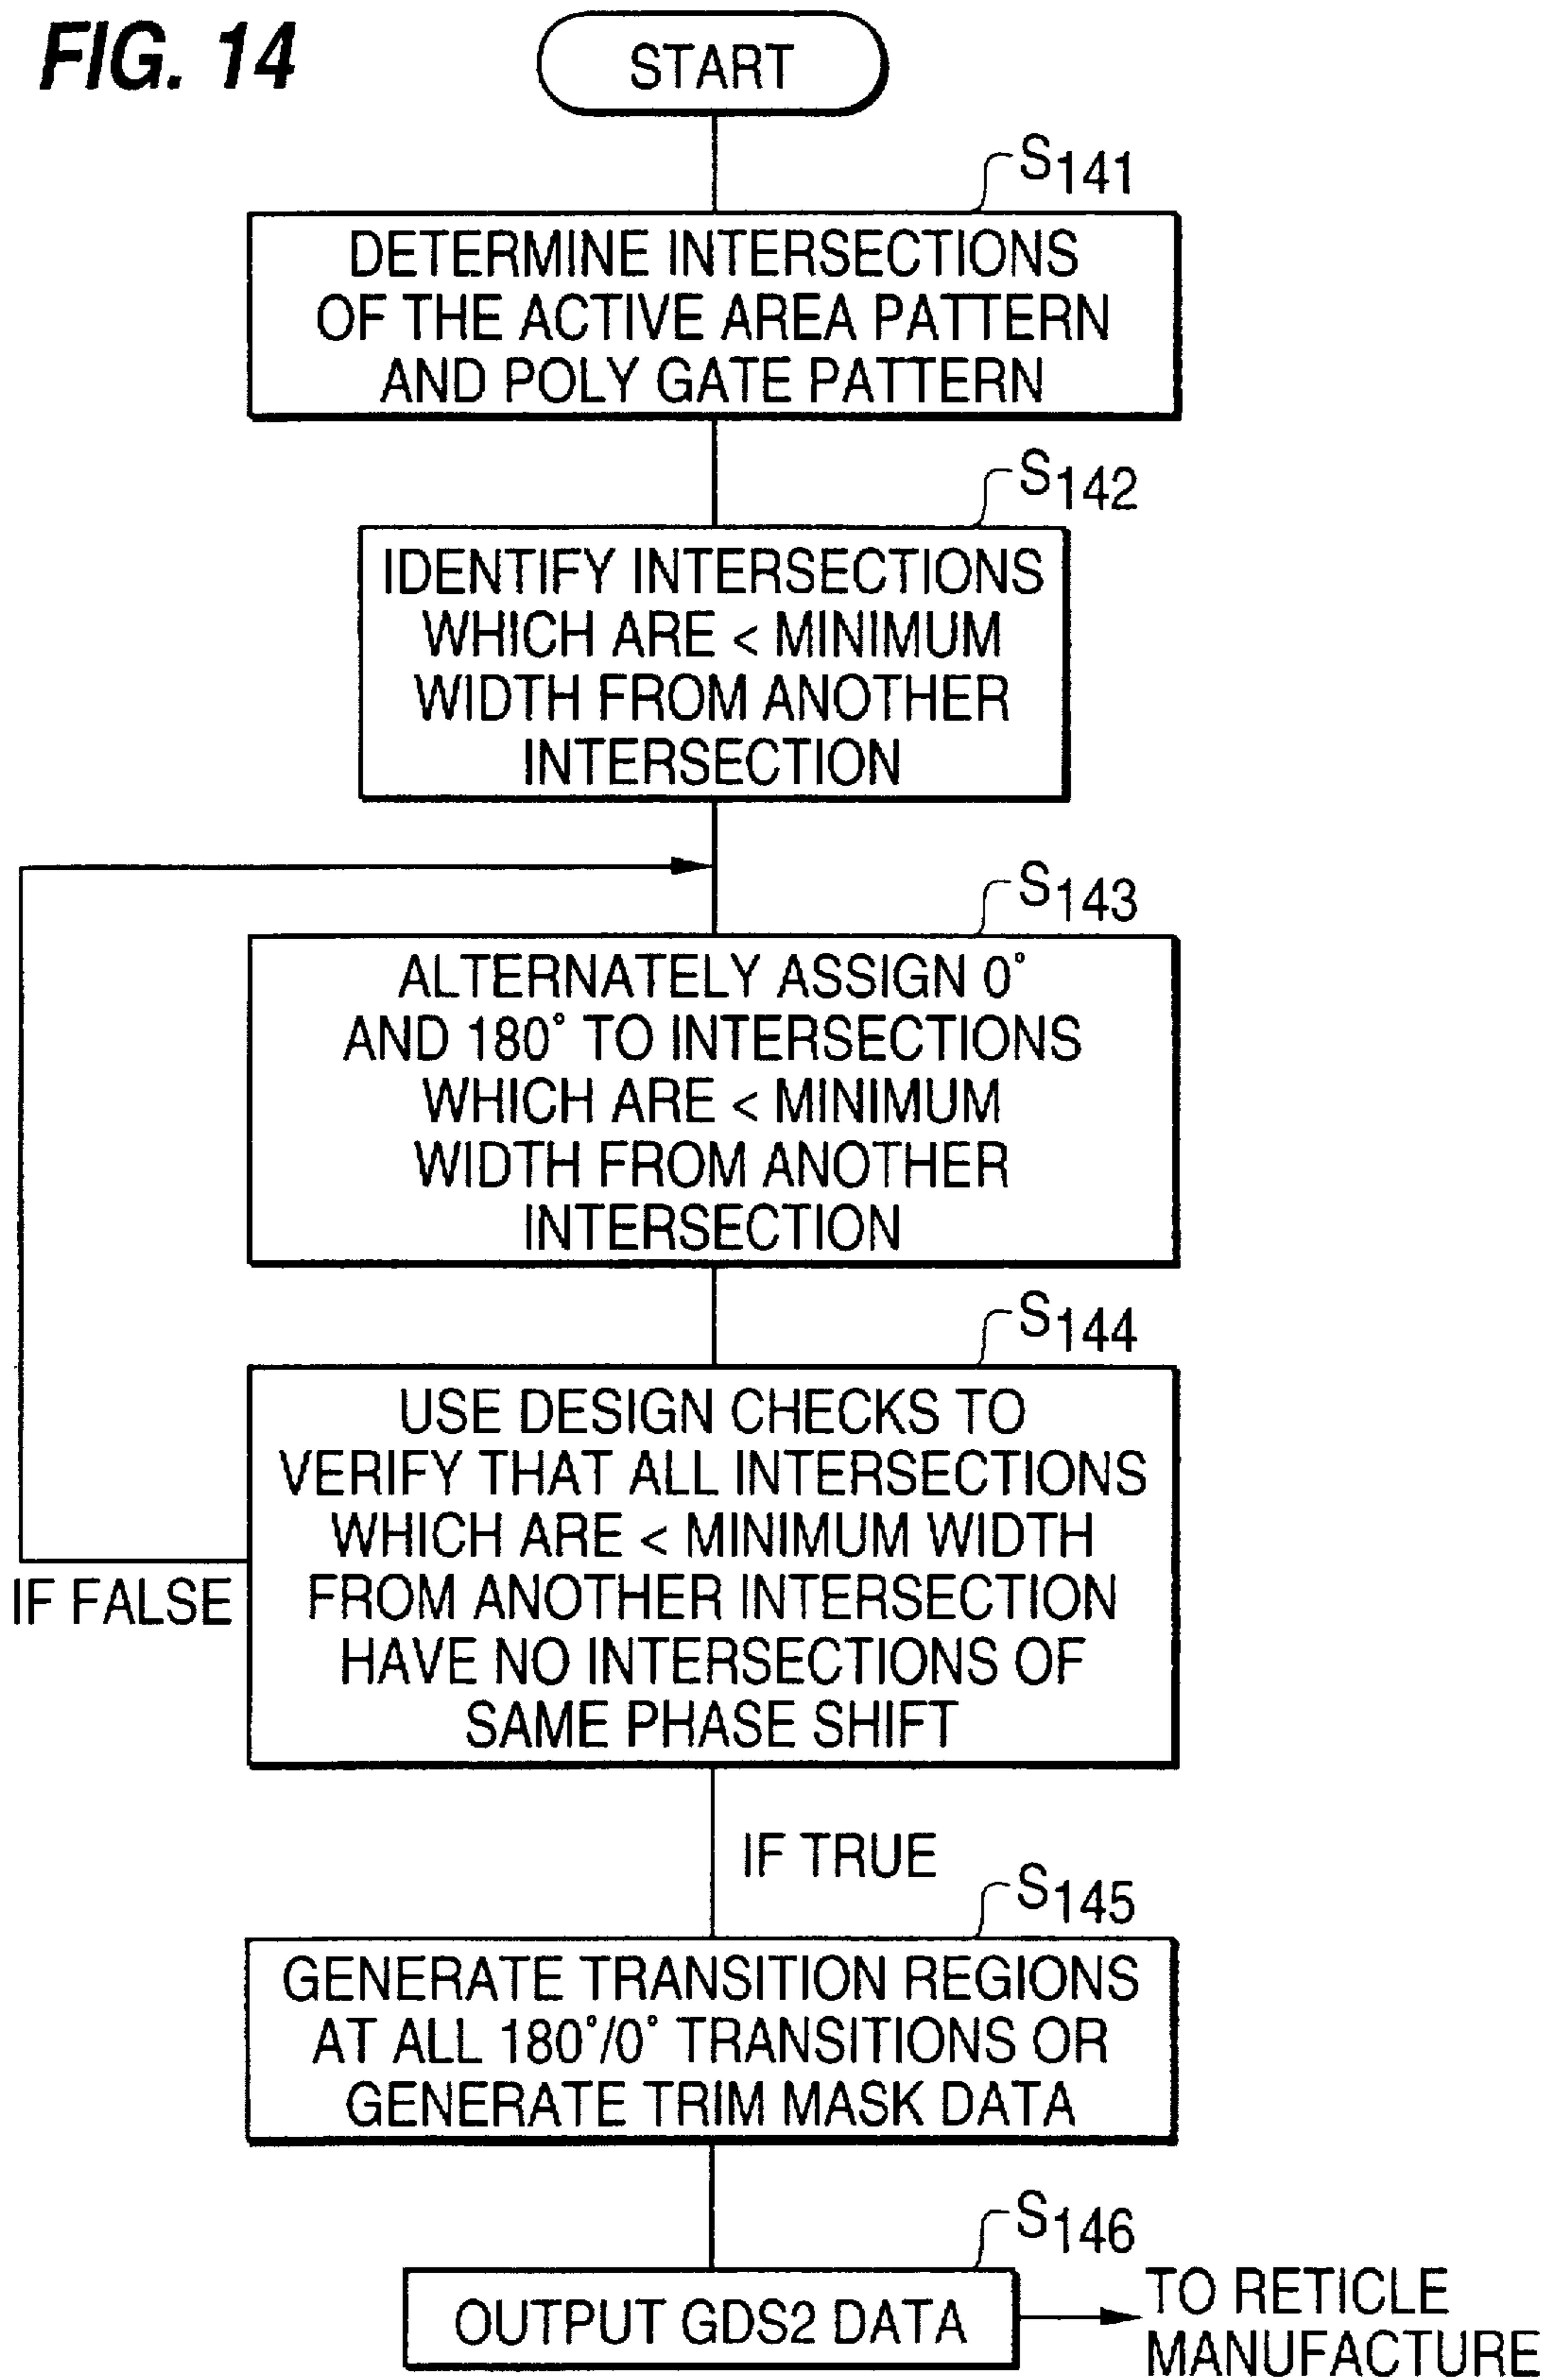 FIG. 14
START
S141
DETERMINE INTERSECTIONS
OF THE ACTIVE AREA PATTERN
AND POLY GATE PATTERN
S142
IDENTIFY INTERSECTIONS
WHICH ARE < MINIMUM
WIDTH FROM ANOTHER
INTERSECTION
S143
ALTERNATELY ASSIGN 0°
AND 180° TO INTERSECTIONS
WHICH ARE < MINIMUM
WIDTH FROM ANOTHER
INTERSECTION
S144
USE DESIGN CHECKS TO
VERIFY THAT ALL INTERSECTIONS
WHICH ARE < MINIMUM WIDTH
FROM ANOTHER INTERSECTION
HAVE NO INTERSECTIONS OF
SAME PHASE SHIFT
IF FALSE
IF TRUE
S145
GENERATE TRANSITION REGIONS
AT ALL 180°/0° TRANSITIONS OR
GENERATE TRIM MASK DATA
S146
OUTPUT GDS2 DATA
TO RETICLE
MANUFACTURE